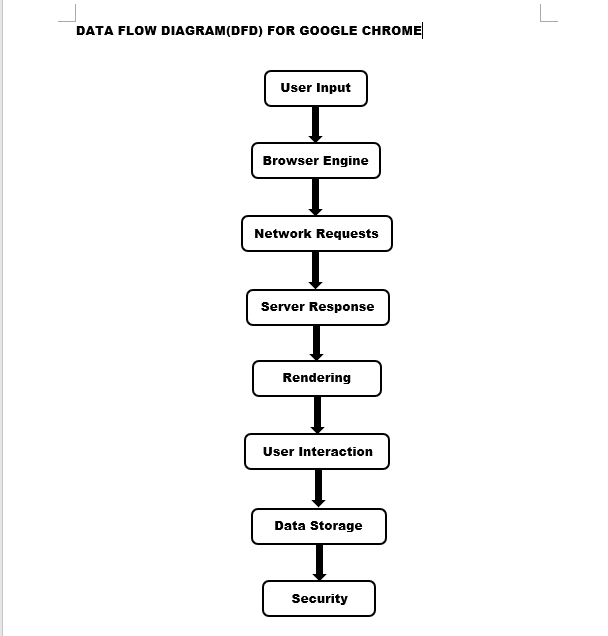 DATA FLOW DIAGRAM(DFD) FOR GOOGLE CHROME
User Input
Browser Engine
Network Requests
Server Response
Rendering
User Interaction
Data Storage
Security